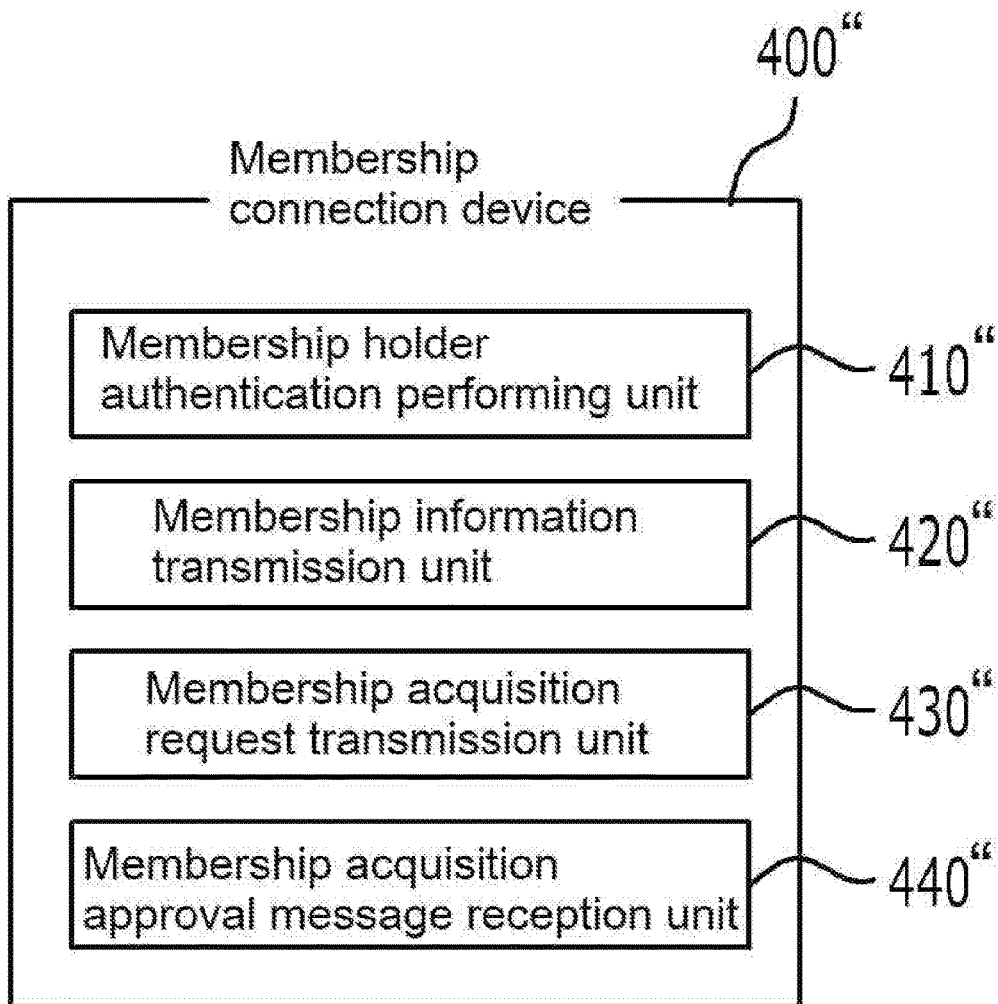 400“
Membership
connection device
Membership holder
authentication performing unit
410“
Membership information
transmission unit
420“
Membership acquisition
request transmission unit
430“
Membership acquisition
approval message reception unit
440“